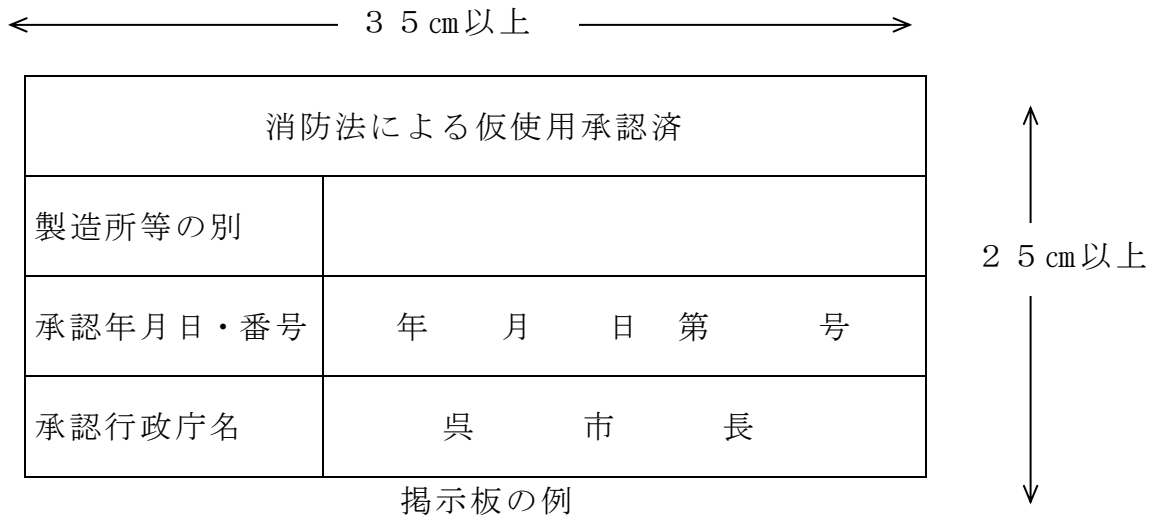 ３５㎝以上
消防法による仮使用承認済
製造所等の別
承認年月日・番号 年 月 日 第 号
２５㎝以上
承認行政庁名 呉 市 長
掲示板の例